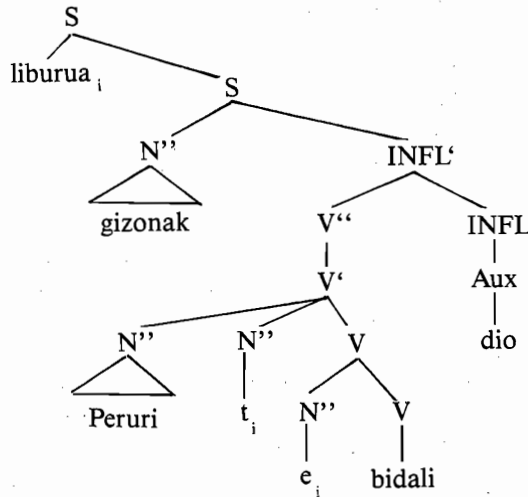 S
liburua i
S
N’’ INFL‘
gizonak
V‘‘ INFL
V‘ Aux
N’’ N’’ V dio
Peruri t i N’’ V
e i bidali